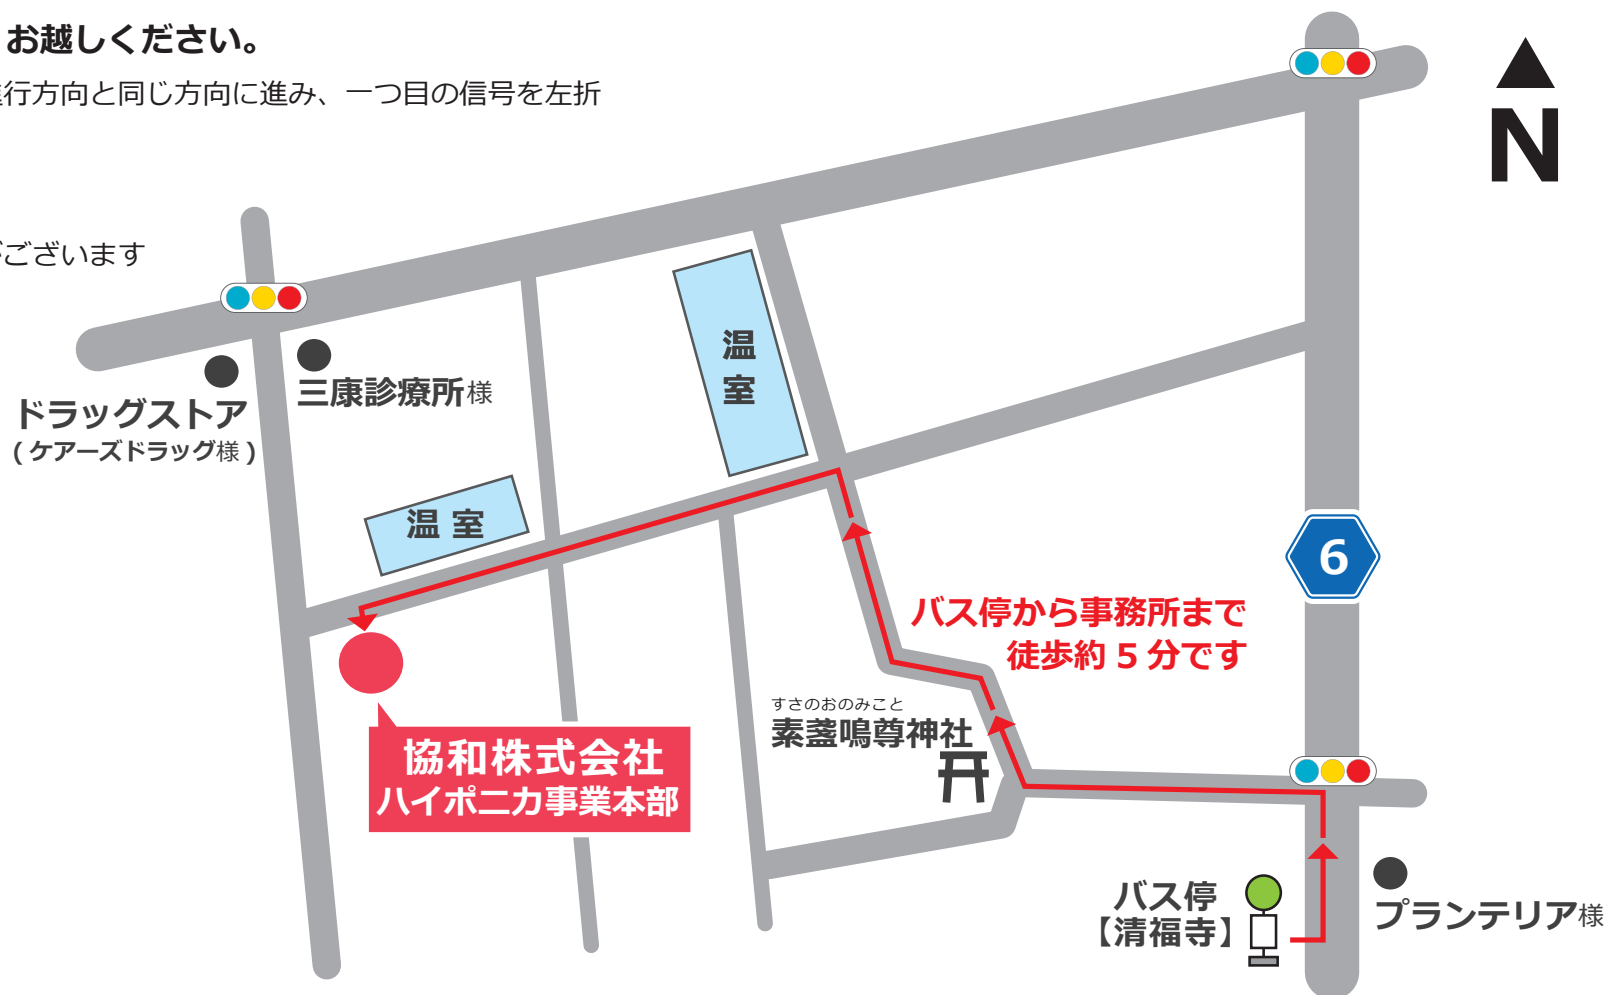 お越しください。
行方向と同じ方向に進み、一つ目の信号を左折
ございます
N
温
室
三康診療所様
ドラッグストア
( ケアーズドラッグ様 )
温 室
6
バス停から事務所まで
徒歩約 5 分です
すさのおのみこと
素盞嗚尊神社
協和株式会社
ハイポニカ事業本部
バス停
【清福寺】
プランテリア様